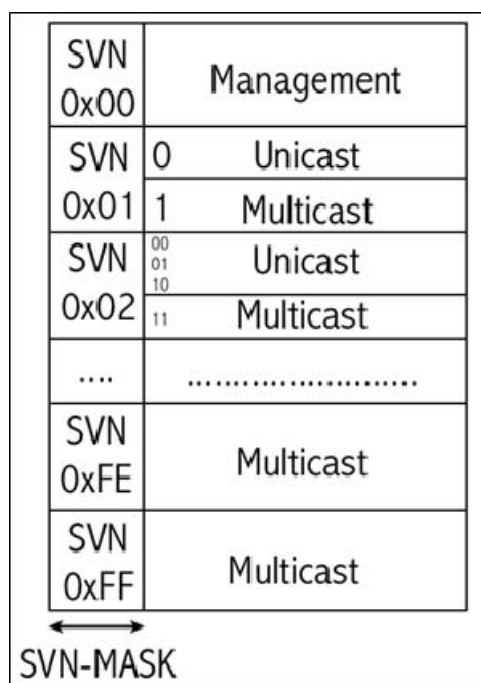 SVN
0x00
Management
SVN
0x01
0 Unicast
1 Multicast
SVN
0x02
00
01
10
Unicast
11 Multicast
....
..........................
SVN
0xFE
Multicast
SVN
0xFF
Multicast
SVN-MASK